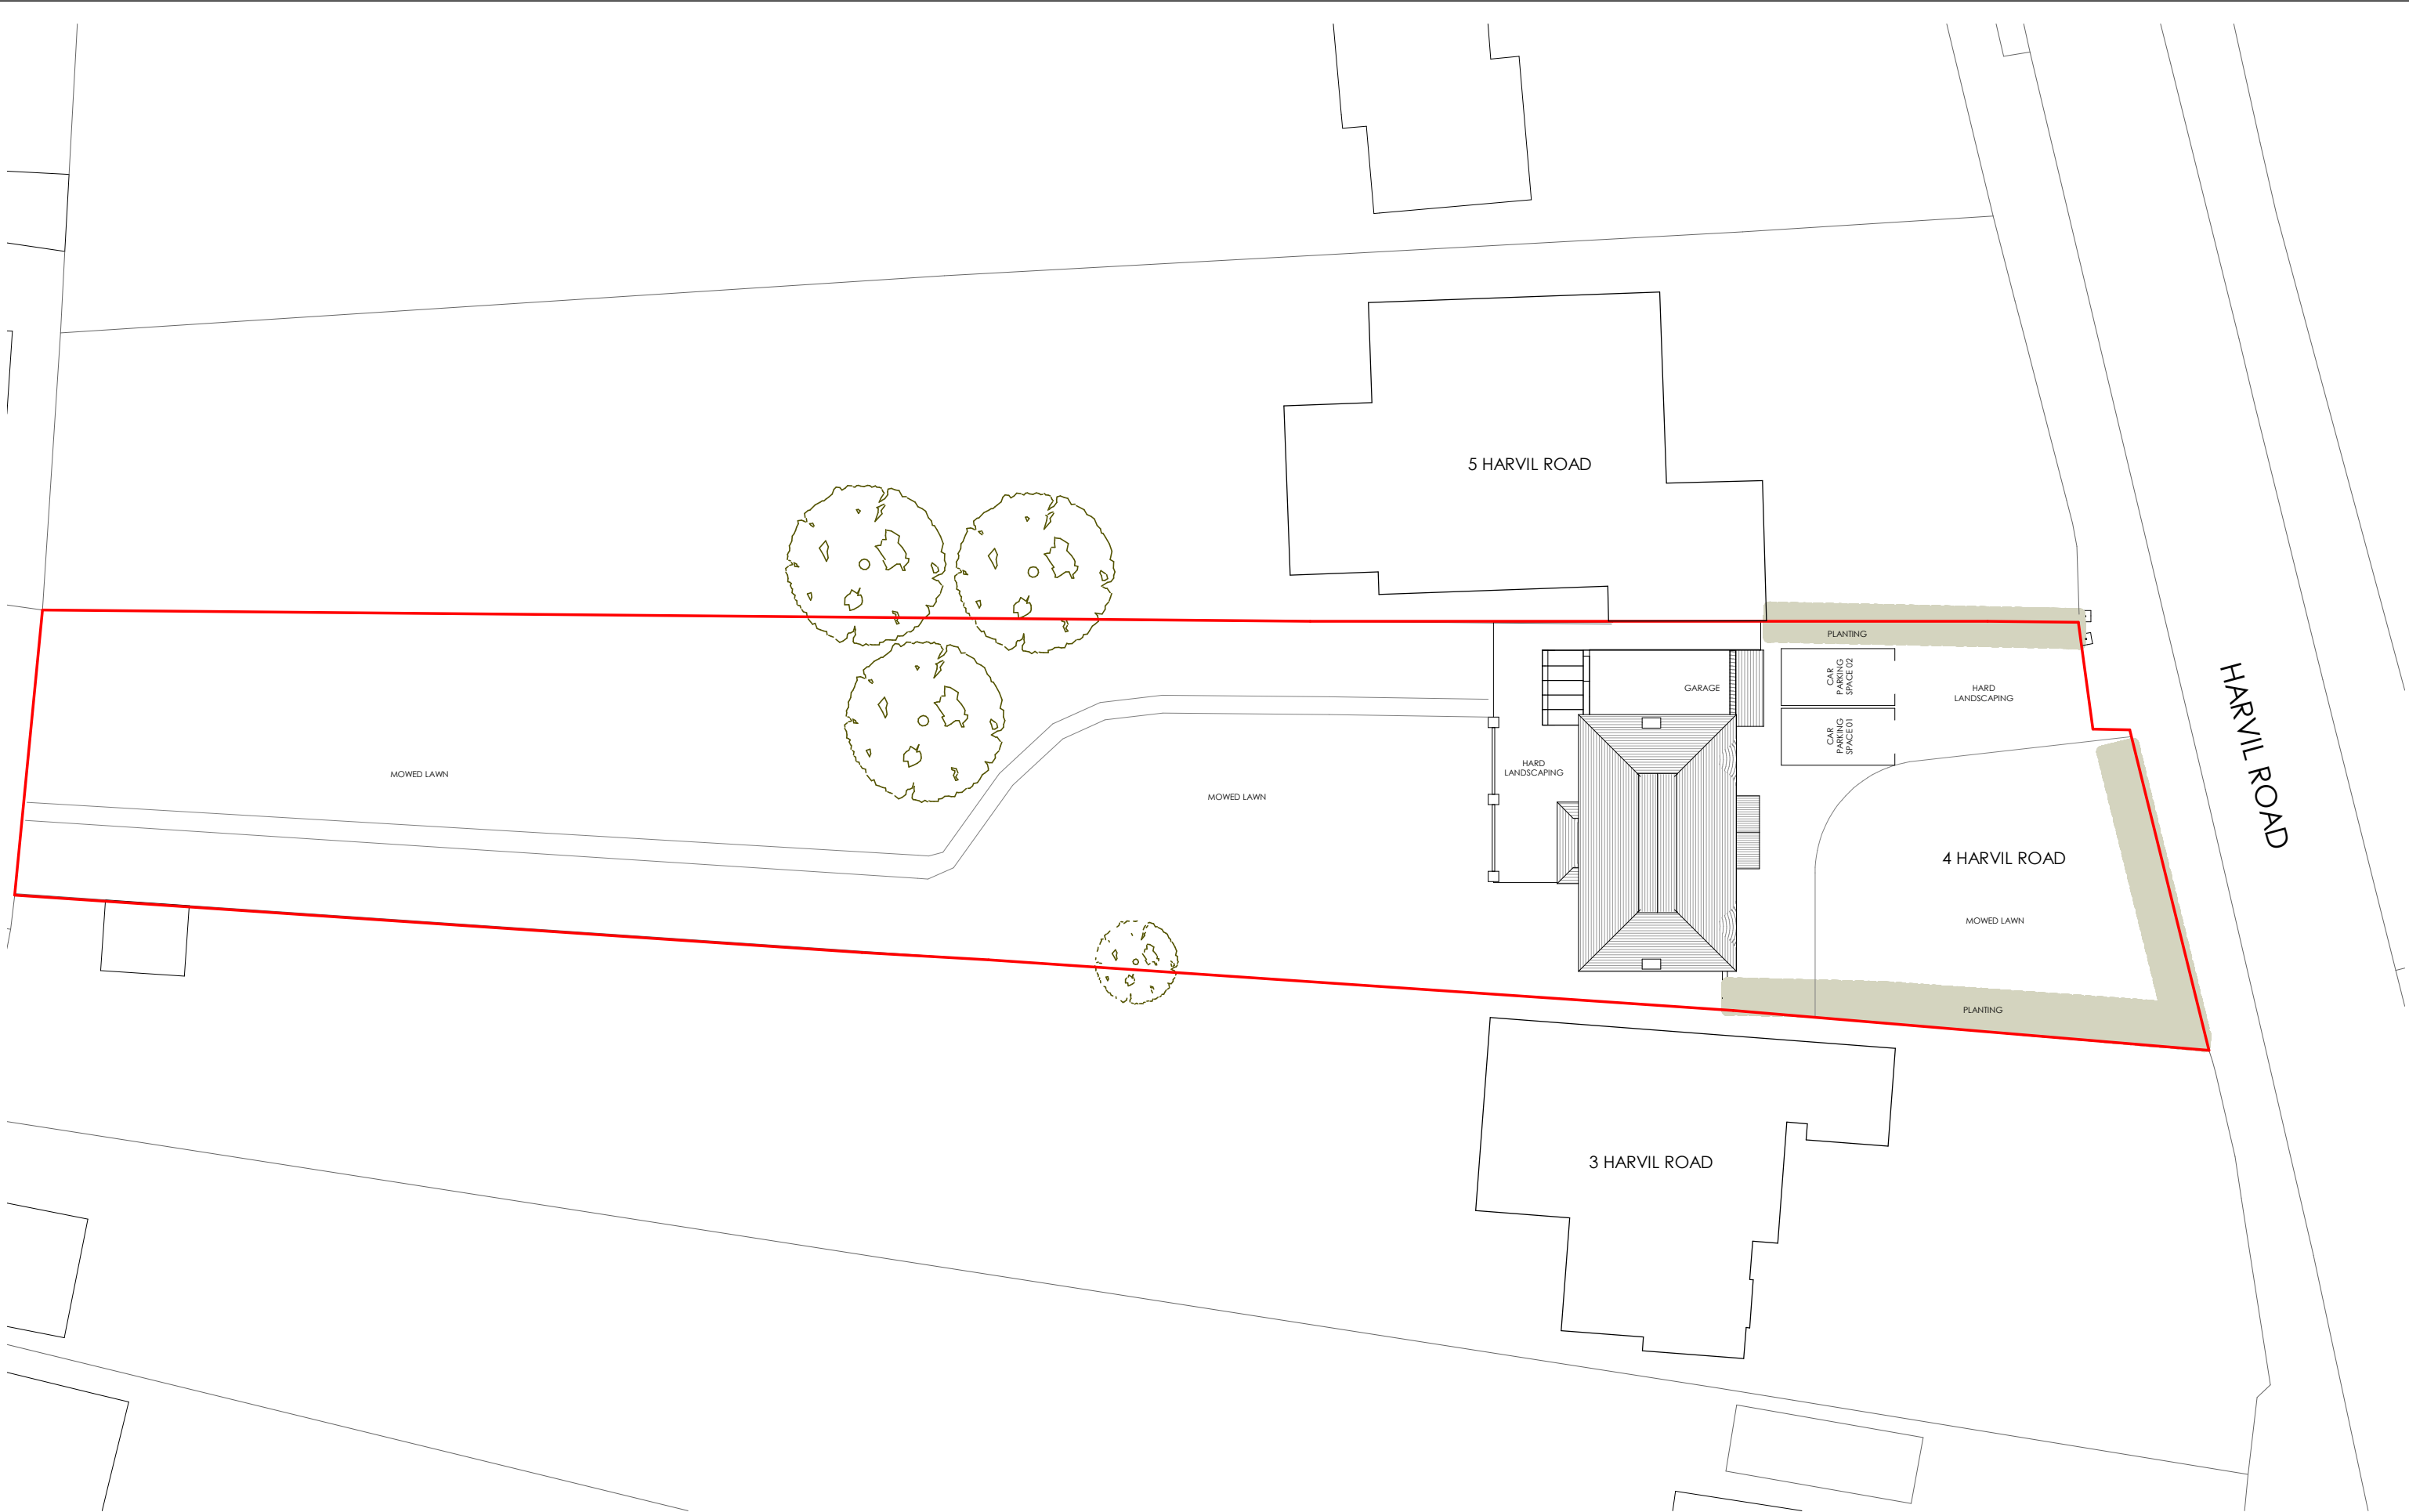 5 HARVIL ROAD
PLANTING
CAR
PARKING
SPACE 02
GARAGE
HARD
LANDSCAPING
CAR
PARKING
SPACE 01
HARVIL ROAD
HARD
LANDSCAPING
MOWED LAWN
MOWED LAWN
4 HARVIL ROAD
MOWED LAWN
PLANTING
3 HARVIL ROAD